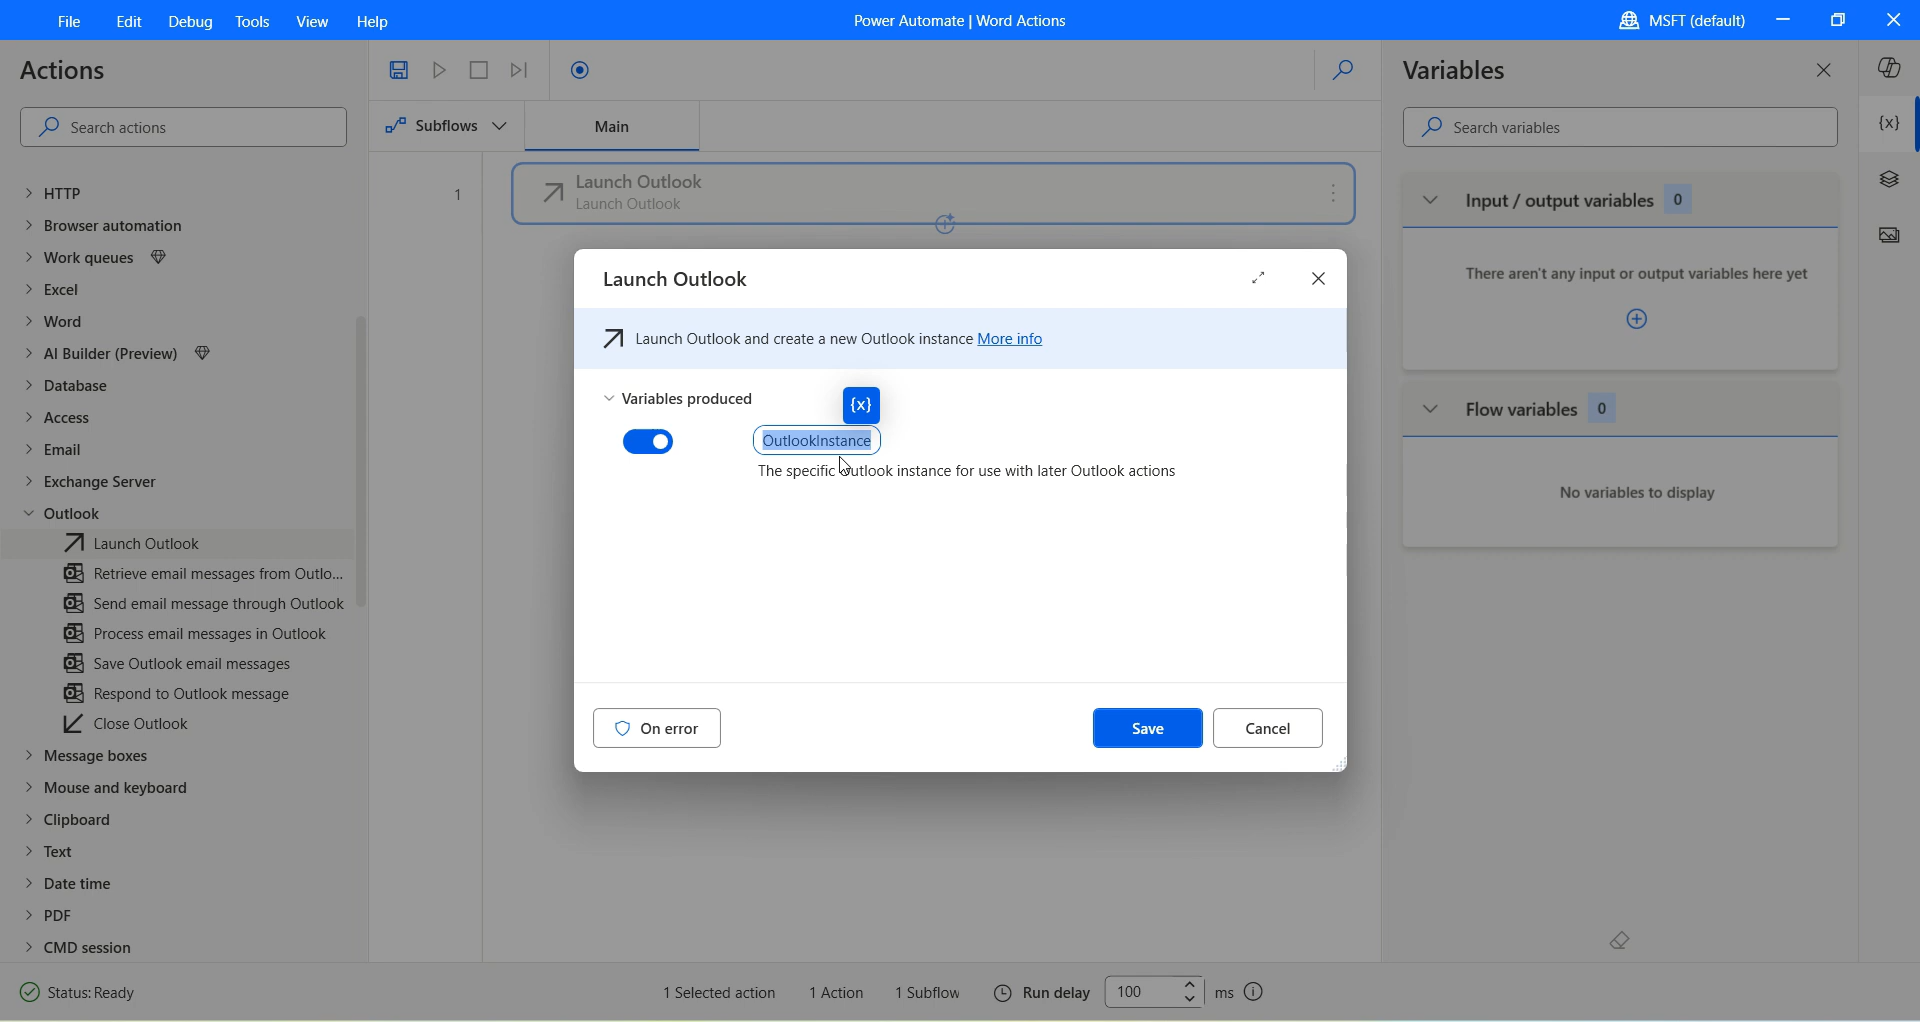 File Edit Debug Tools View Help Power Automate | Word Actions MSFT (default)
Actions
Search actions
HTTP
Browser automation
Work queues
Excel
Word
AI Builder (Preview)
Database
Access
Email
Exchange Server
Outlook
Launch Outlook
Retrieve email messages from Outlo...
Send email message through Outlook
Process email messages in Outlook
Save Outlook email messages
Respond to Outlook message
Close Outlook
Message boxes
Mouse and keyboard
Clipboard
Text
Date time
PDF
CMD session
Subflows Main
1
Launch Outlook
Launch Outlook
Launch Outlook
Launch Outlook and create a new Outlook instance More info
Variables produced {x}
OutlookInstance
The specific Outlook instance for use with later Outlook actions
On error Save Cancel
Variables
Search variables
{x}
Input / output variables 0
There aren't any input or output variables here yet
Flow variables 0
No variables to display
Status: Ready 1 Selected action 1 Action 1 Subflow Run delay 100 ms